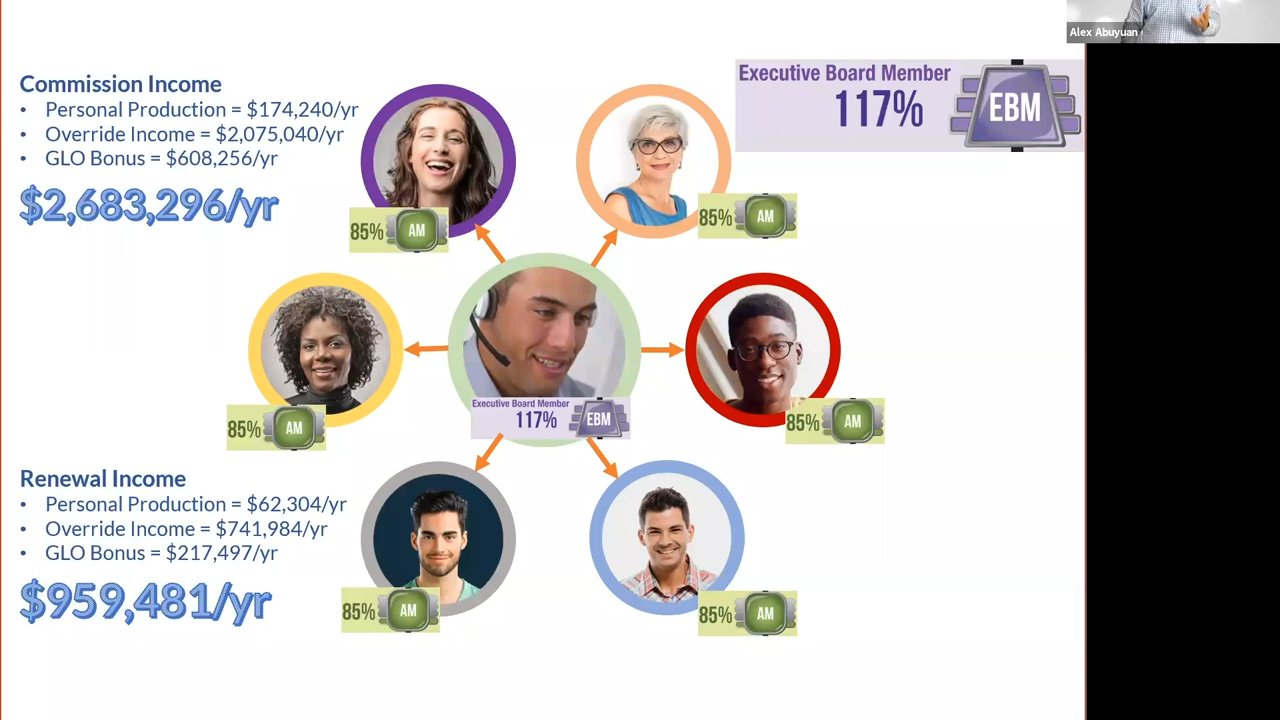 Alex Abuyuan
Commission Income
• Personal Production = $174,240/yr
• Override Income = $2,075,040/yr
• GLO Bonus = $608,256/yr
$2,683,296/yr
Executive Board Member
117%
EBM
85% AM
85% AM
85% AM
Executive Board Member
117%
EBM
85% AM
Renewal Income
• Personal Production = $62,304/yr
• Override Income = $741,984/yr
• GLO Bonus = $217,497/yr
$959,481/yr
85% AM
85% AM